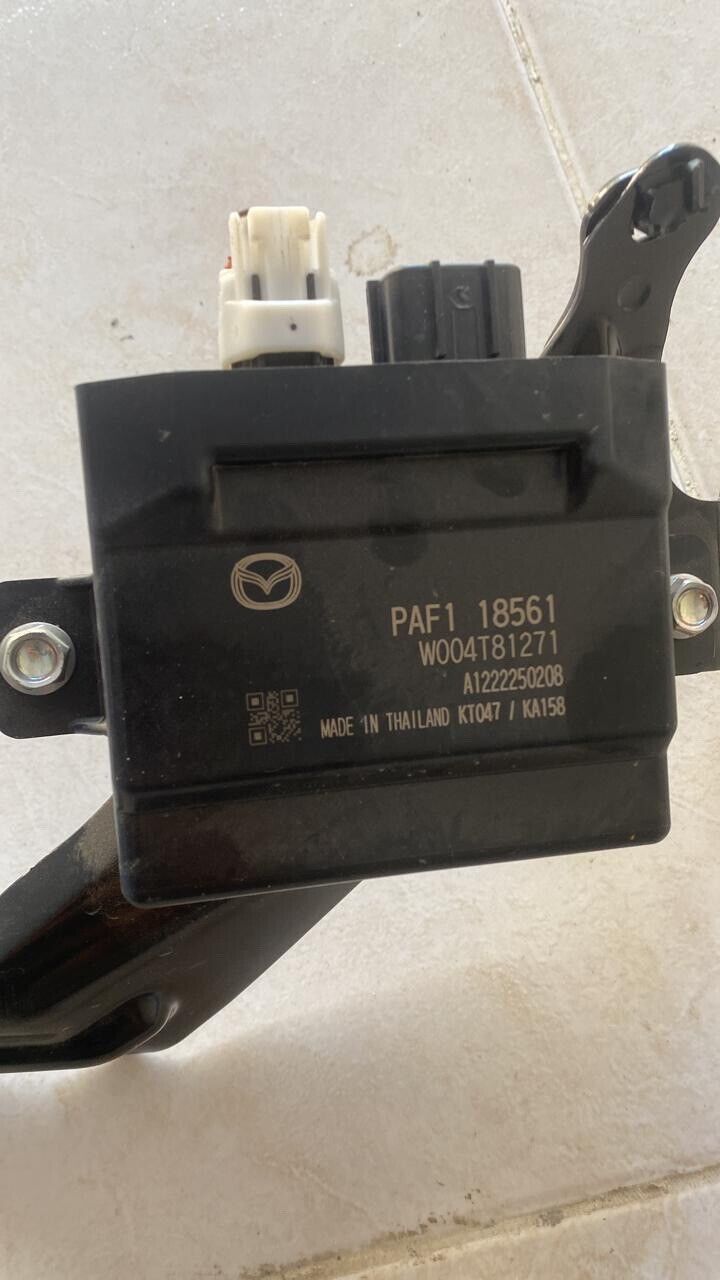 PAF1 18561
W004T81271
A1222250208
MADE IN THAILAND KT047 / KA158